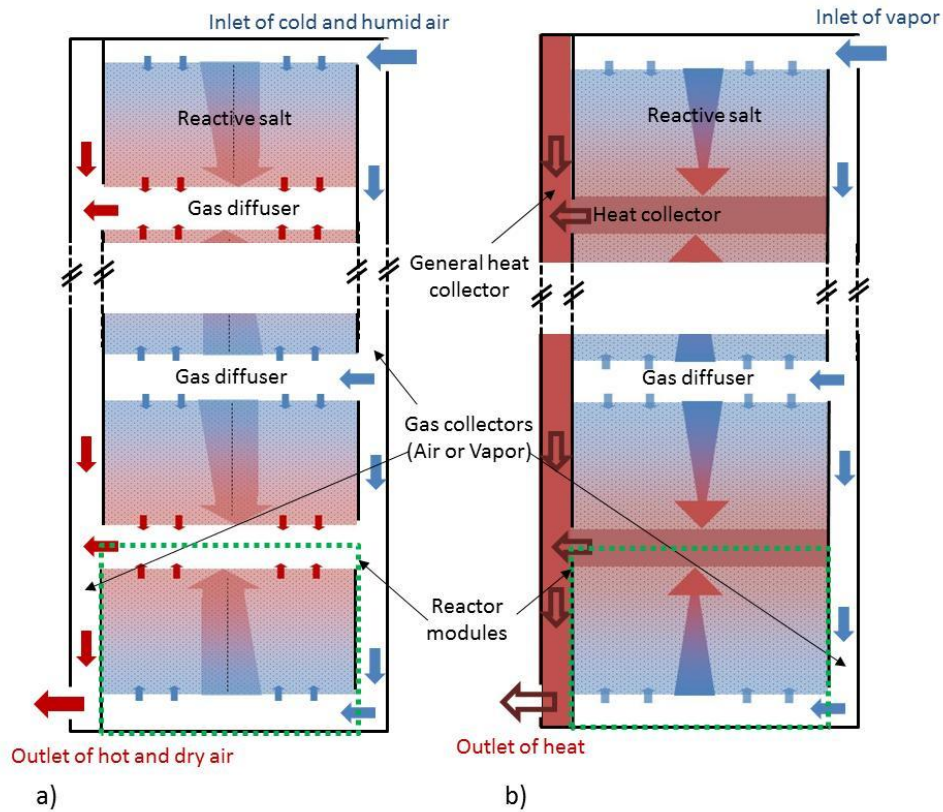 Inlet of cold and humid air
Inlet of vapor
Reactive salt
Reactive salt
Gas diffuser
Heat collector
General heat
collector
Gas diffuser
Gas diffuser
Gas collectors
(Air or Vapor)
Reactor
modules
Outlet of hot and dry air
Outlet of heat
a)
b)